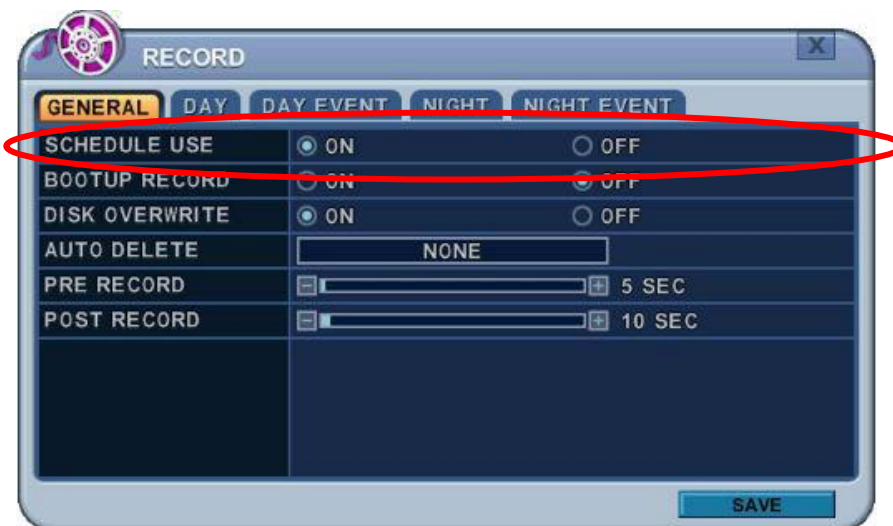 RECORD X
GENERAL DAY DAY EVENT NIGHT NIGHT EVENT
SCHEDULE USE ON OFF
BOOTUP RECORD ON OFF
DISK OVERWRITE ON OFF
AUTO DELETE NONE
PRE RECORD 5 SEC
POST RECORD 10 SEC
SAVE